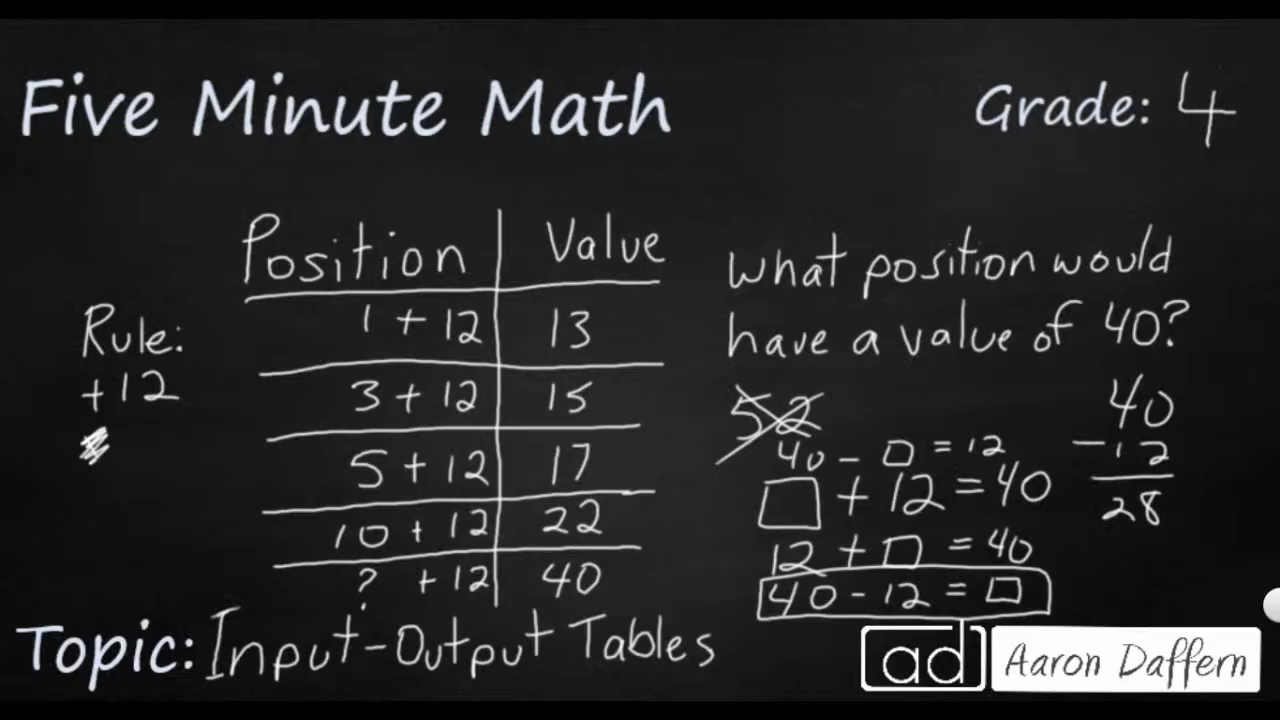 Five Minute Math
Grade: 4
Rule:
+12
Position Value
1 + 12 13
3 + 12 15
5 + 12 17
10 + 12 22
? + 12 40
What position would
have a value of 40?
52
40 - □ = 12
□ + 12 = 40
12 + □ = 40
40 - 12 = □
40
- 12
28
Topic: Input-Output Tables
ad Aaron Daffern